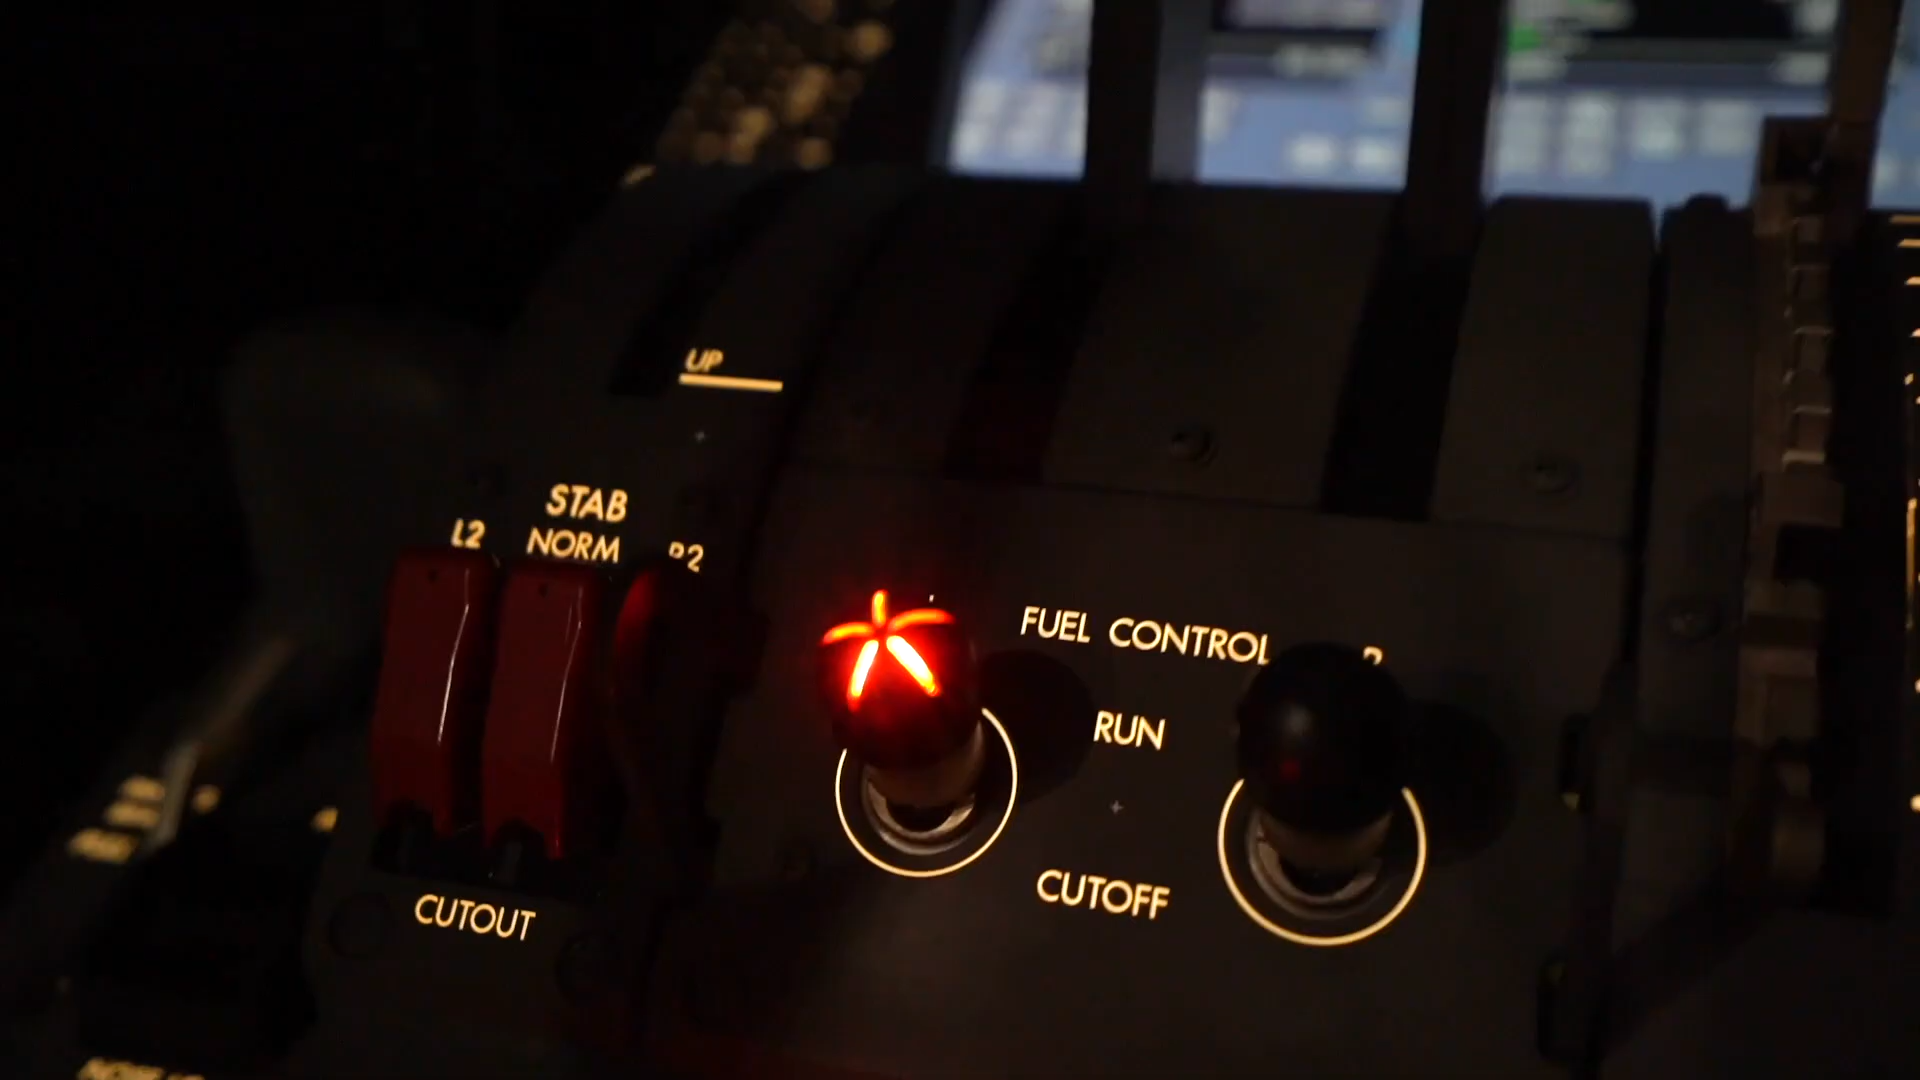 UP
STAB
L2 NORM R2
FUEL CONTROL
RUN
CUTOFF
CUTOUT